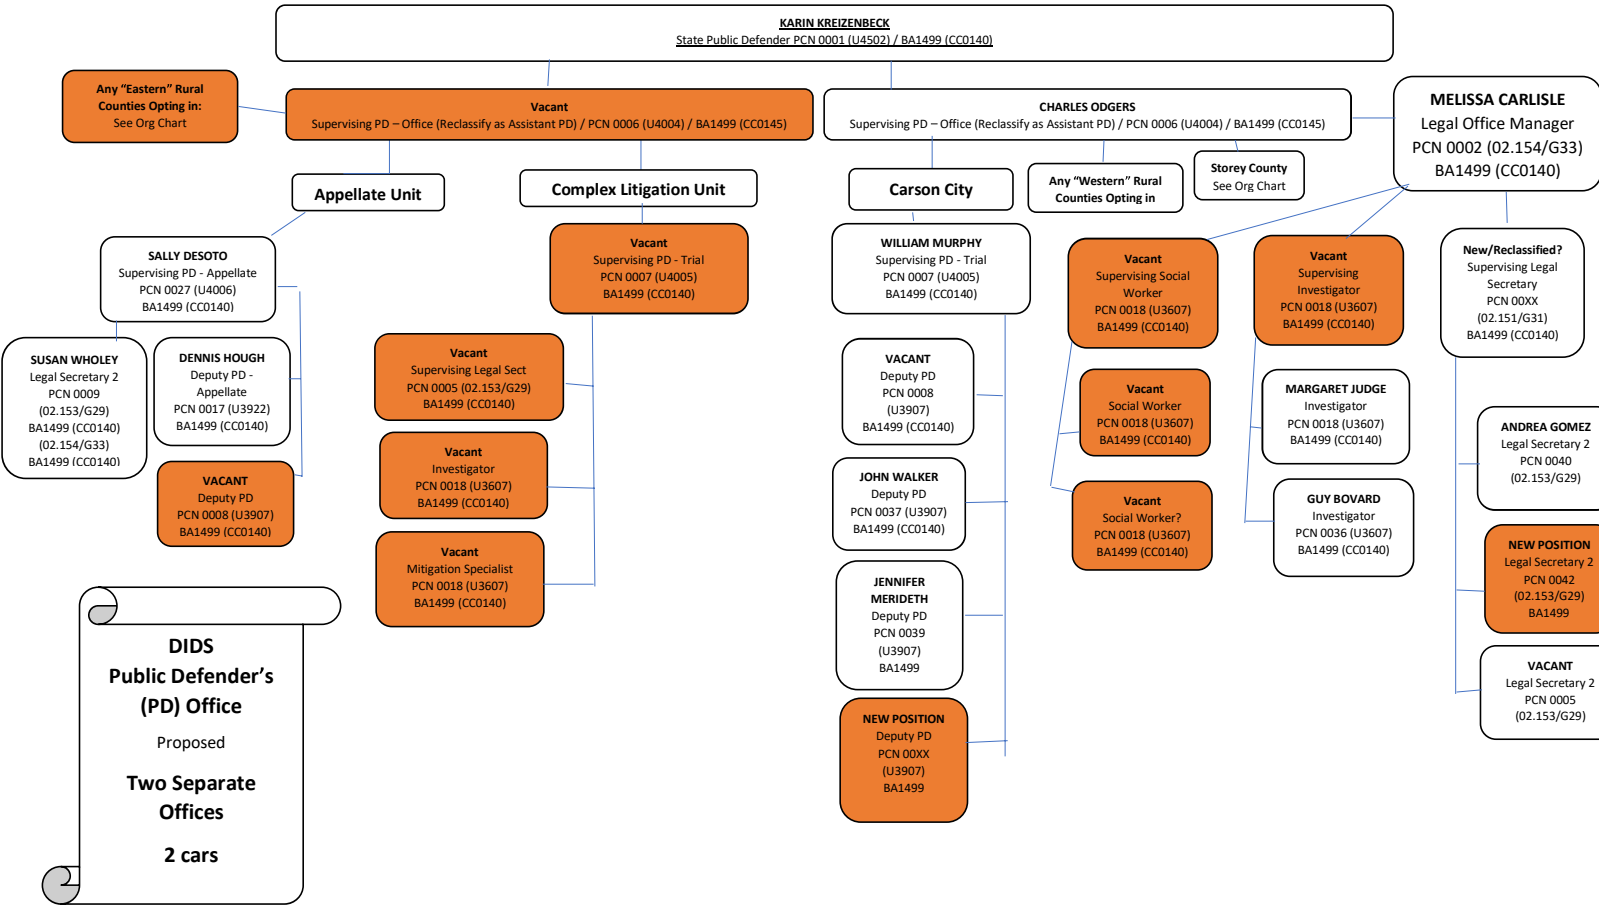 KARIN KREIZENBECK
State Public Defender PCN 0001 (U4502) / BA1499 (CC0140)
Any “Eastern” Rural
Counties Opting in:
See Org Chart
Vacant
Supervising PD – Office (Reclassify as Assistant PD) / PCN 0006 (U4004) / BA1499 (CC0145)
CHARLES ODGERS
Supervising PD – Office (Reclassify as Assistant PD) / PCN 0006 (U4004) / BA1499 (CC0145)
MELISSA CARLISLE
Legal Office Manager
PCN 0002 (02.154/G33)
BA1499 (CC0140)
Appellate Unit
Complex Litigation Unit
Carson City
Any “Western” Rural
Counties Opting in
Storey County
See Org Chart
SALLY DESOTO
Supervising PD - Appellate
PCN 0027 (U4006)
BA1499 (CC0140)
Vacant
Supervising PD - Trial
PCN 0007 (U4005)
BA1499 (CC0140)
WILLIAM MURPHY
Supervising PD - Trial
PCN 0007 (U4005)
BA1499 (CC0140)
Vacant
Supervising Social
Worker
PCN 0018 (U3607)
BA1499 (CC0140)
Vacant
Supervising
Investigator
PCN 0018 (U3607)
BA1499 (CC0140)
New/Reclassified?
Supervising Legal
Secretary
PCN 00XX
(02.151/G31)
BA1499 (CC0140)
SUSAN WHOLEY
Legal Secretary 2
PCN 0009
(02.153/G29)
BA1499 (CC0140)
(02.154/G33)
BA1499 (CC0140)
DENNIS HOUGH
Deputy PD -
Appellate
PCN 0017 (U3922)
BA1499 (CC0140)
VACANT
Deputy PD
PCN 0008 (U3907)
BA1499 (CC0140)
Vacant
Supervising Legal Sect
PCN 0005 (02.153/G29)
BA1499 (CC0140)
Vacant
Investigator
PCN 0018 (U3607)
BA1499 (CC0140)
Vacant
Mitigation Specialist
PCN 0018 (U3607)
BA1499 (CC0140)
VACANT
Deputy PD
PCN 0008
(U3907)
BA1499 (CC0140)
JOHN WALKER
Deputy PD
PCN 0037 (U3907)
BA1499 (CC0140)
JENNIFER
MERIDETH
Deputy PD
PCN 0039
(U3907)
BA1499
NEW POSITION
Deputy PD
PCN 00XX
(U3907)
BA1499
Vacant
Social Worker
PCN 0018 (U3607)
BA1499 (CC0140)
Vacant
Social Worker?
PCN 0018 (U3607)
BA1499 (CC0140)
MARGARET JUDGE
Investigator
PCN 0018 (U3607)
BA1499 (CC0140)
GUY BOVARD
Investigator
PCN 0036 (U3607)
BA1499 (CC0140)
ANDREA GOMEZ
Legal Secretary 2
PCN 0040
(02.153/G29)
NEW POSITION
Legal Secretary 2
PCN 0042
(02.153/G29)
BA1499
VACANT
Legal Secretary 2
PCN 0005
(02.153/G29)
DIDS
Public Defender’s
(PD) Office
Proposed
Two Separate
Offices
2 cars